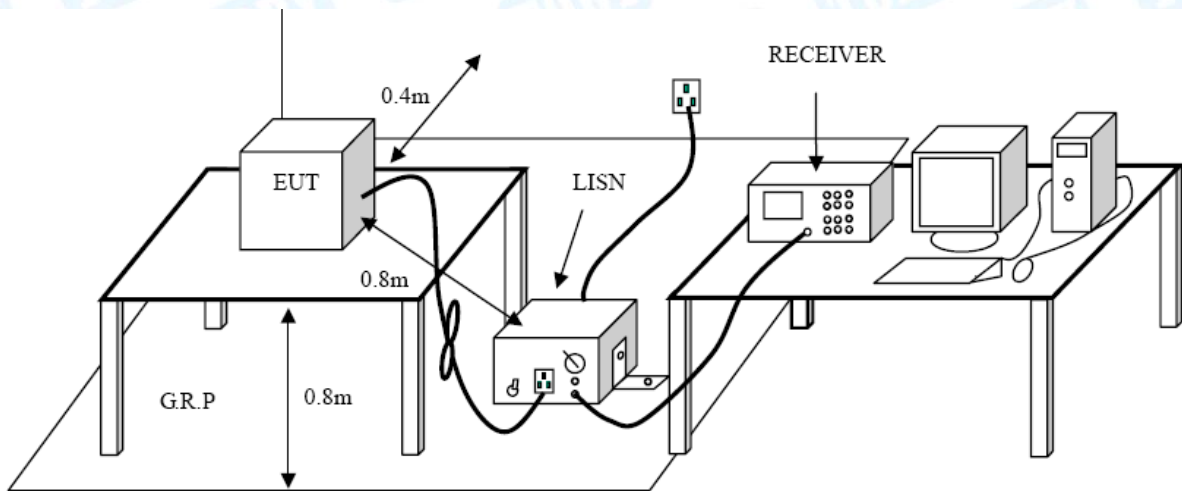 RECEIVER
0.4m
EUT
LISN
0.8m
G.R.P
0.8m